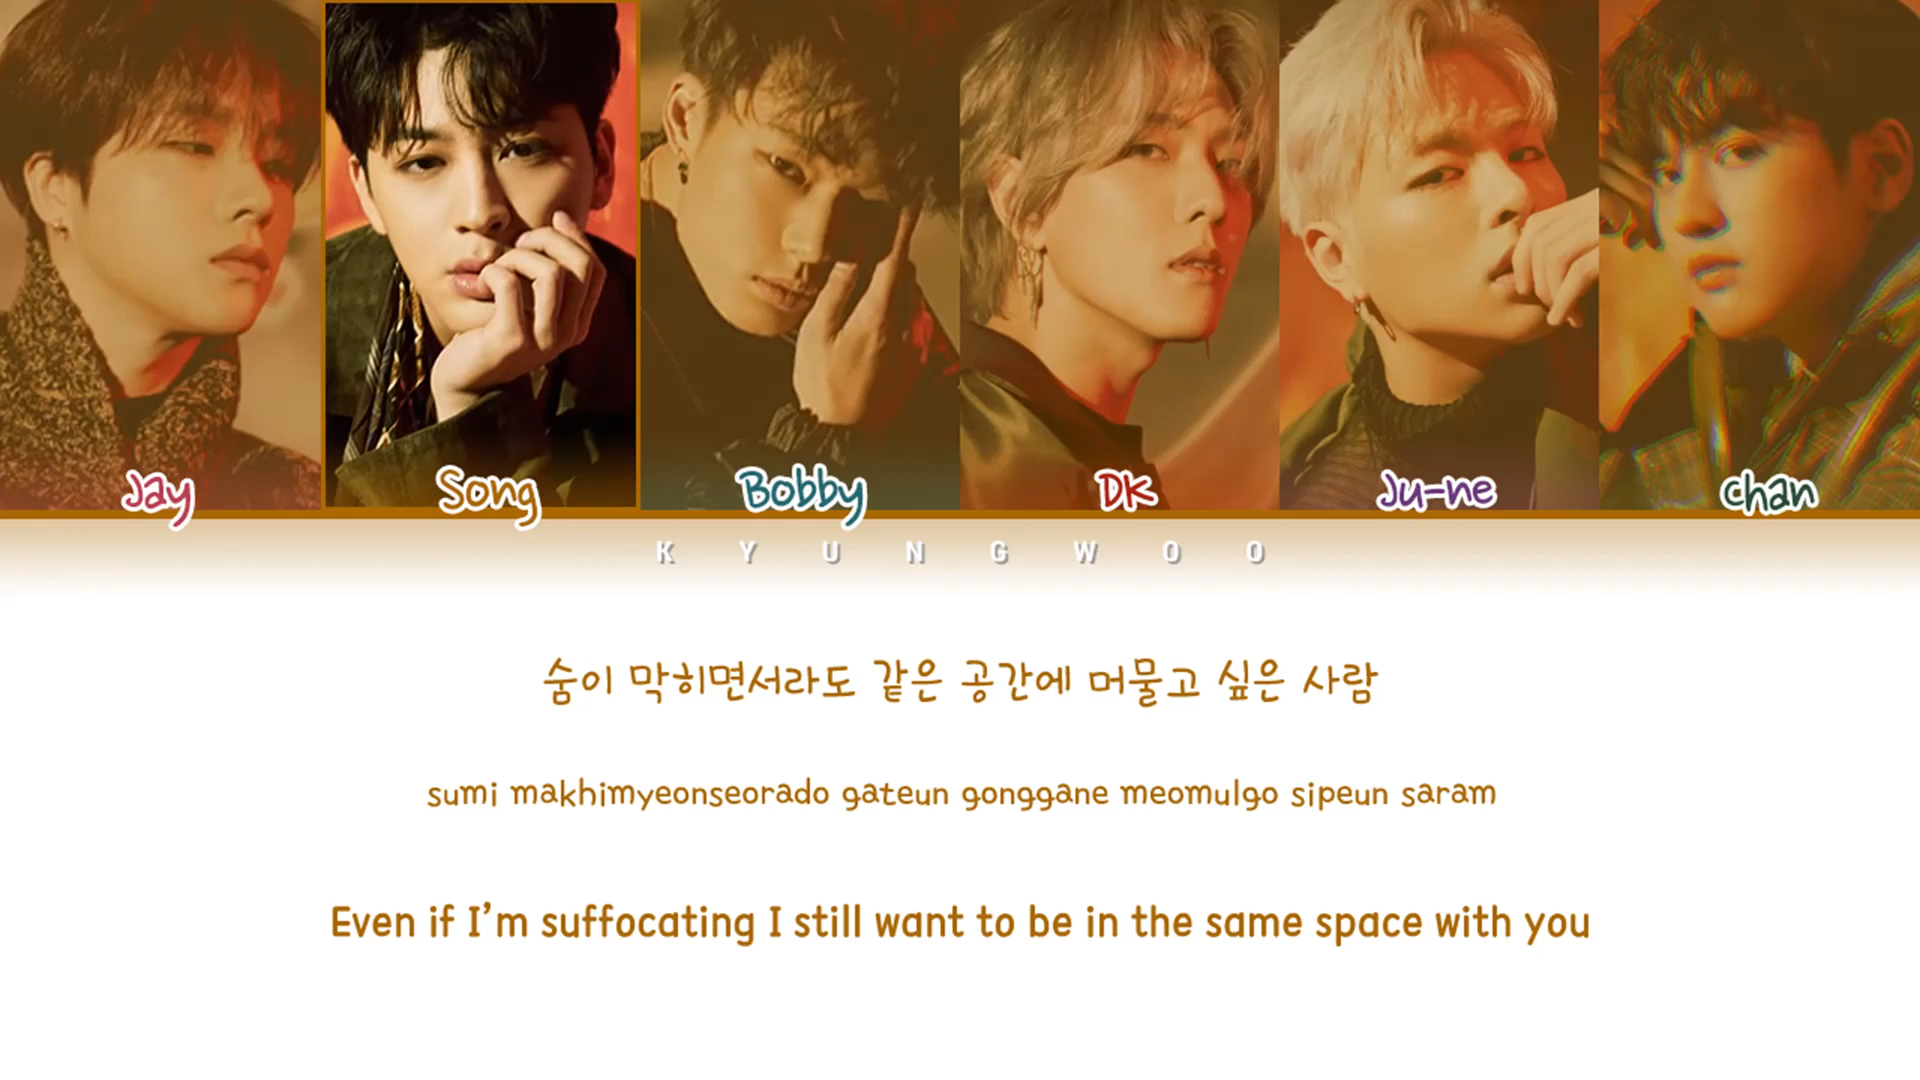 Jay Song Bobby DK Ju-ne chan
KYUNGWOO
숨이 막히면서라도 같은 공간에 머물고 싶은 사람
sumi makhimyeonseorado gateun gonggane meomulgo sipeun saram
Even if I'm suffocating I still want to be in the same space with you